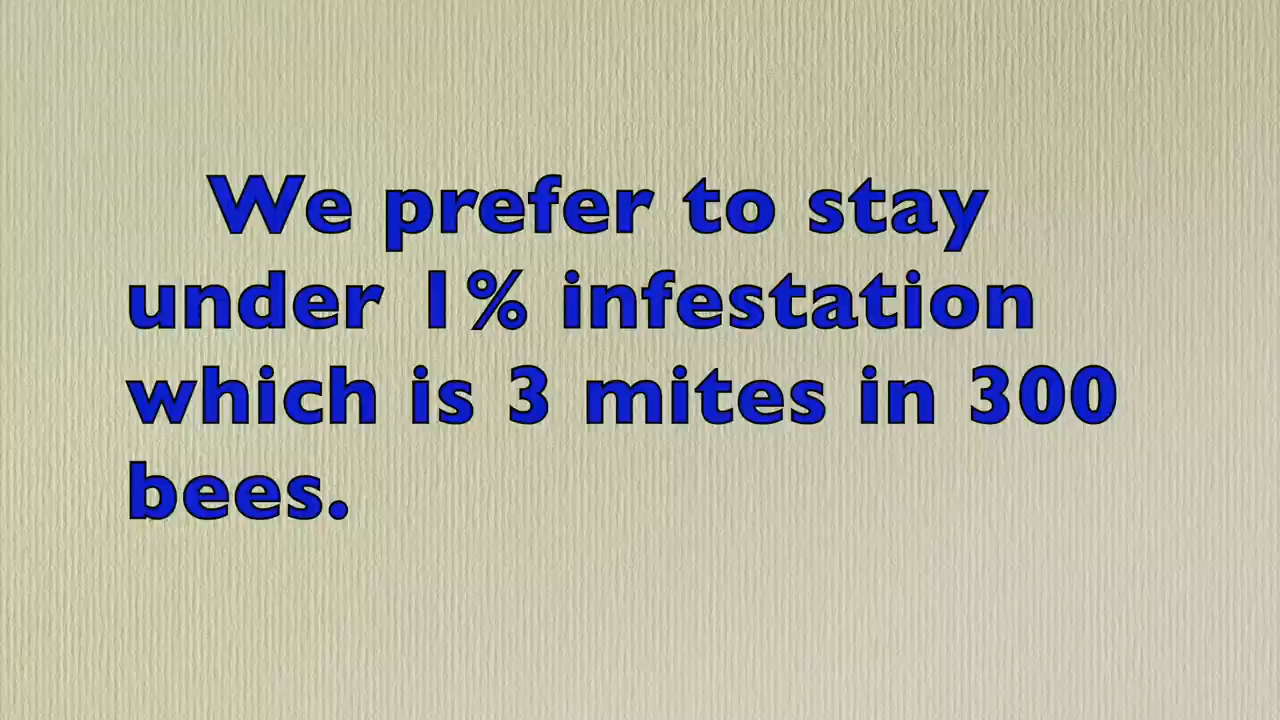 We prefer to stay
under 1% infestation
which is 3 mites in 300
bees.